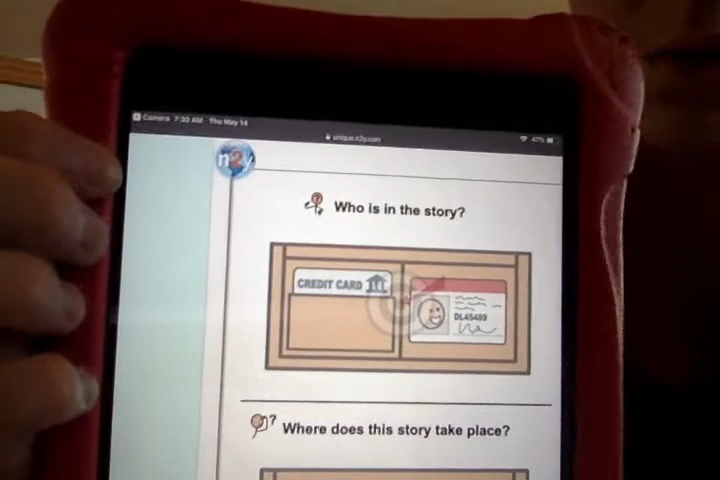 Camera 7:30 AM Thu May 14
unique.n2y.com
47%
n2y
Who is in the story?
CREDIT CARD
DL45489
Where does this story take place?